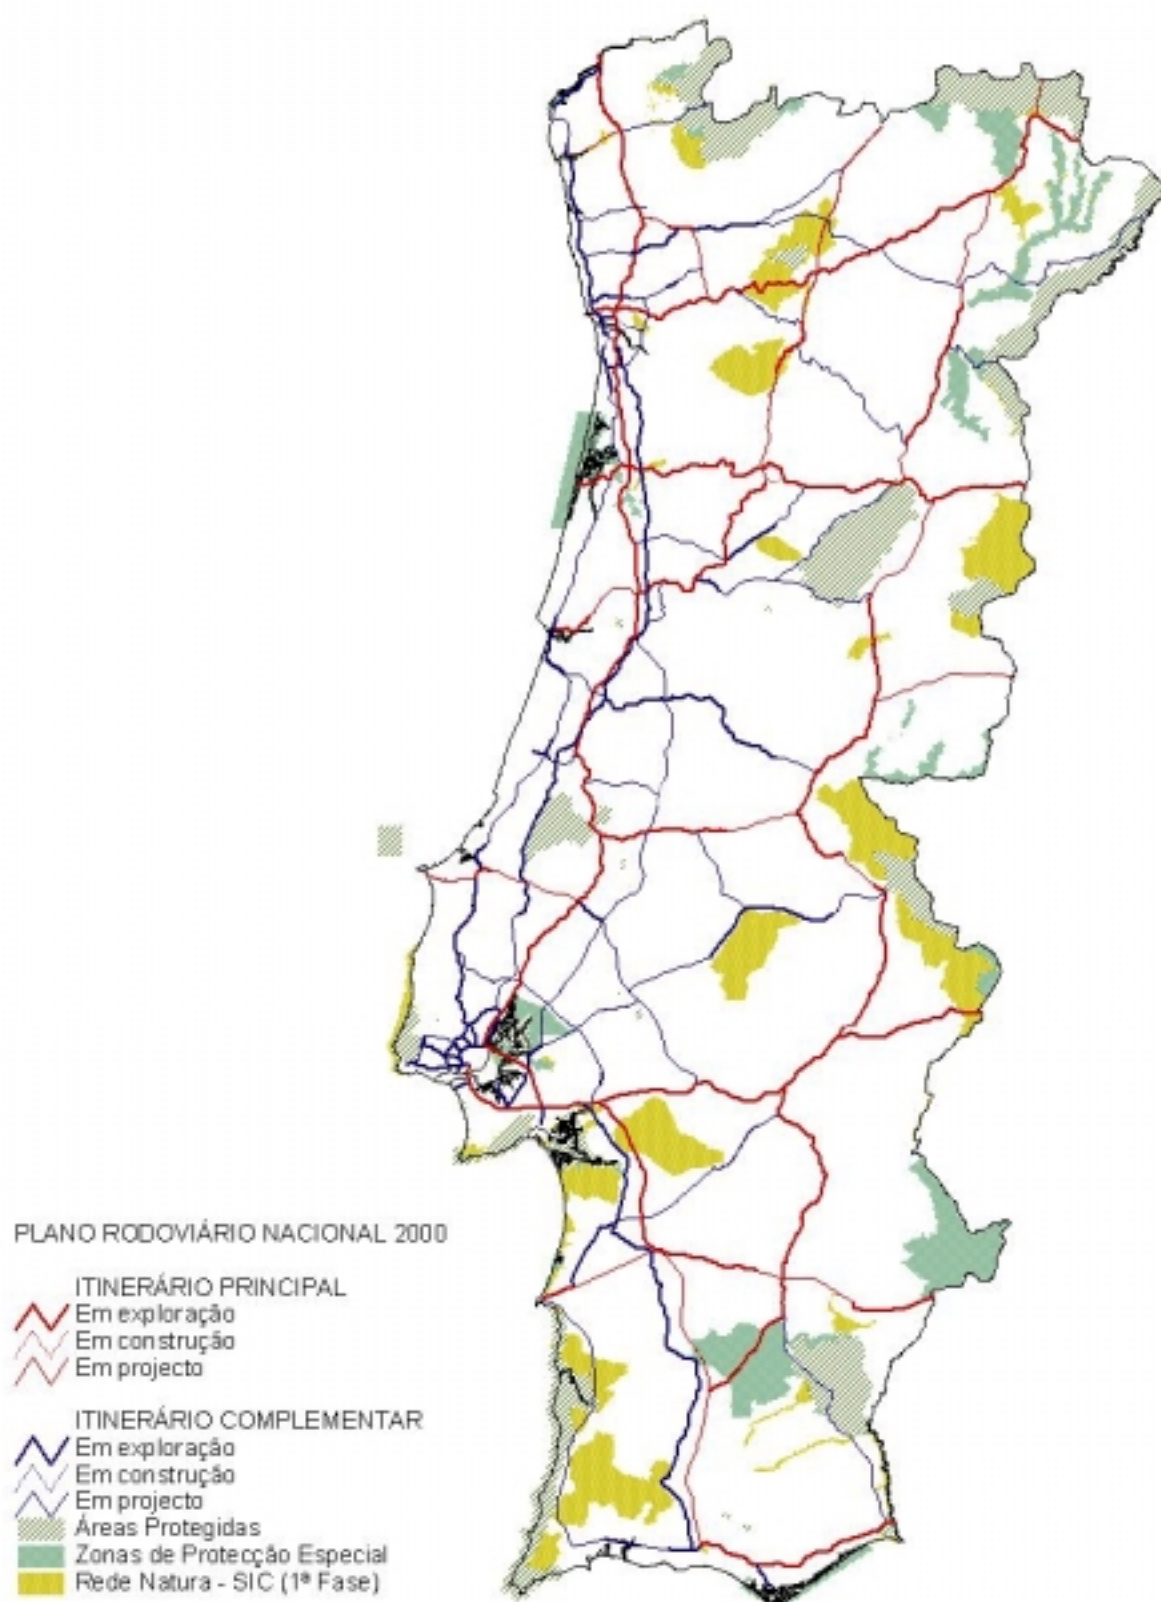 PLANO RODOVIÁRIO NACIONAL 2000
ITINERÁRIO PRINCIPAL
Em exploração
Em construção
Em projecto
ITINERÁRIO COMPLEMENTAR
Em exploração
Em construção
Em projecto
Áreas Protegidas
Zonas de Protecção Especial
Rede Natura - SIC (1ª Fase)